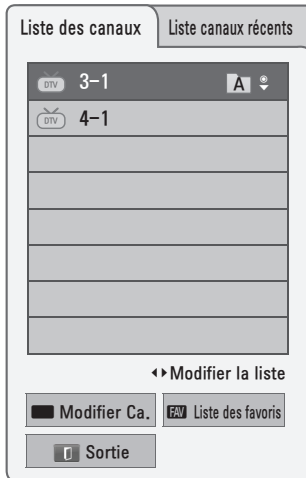 Liste des canaux Liste canaux récents
DTV 3-1 A
DTV 4-1
Modifier la liste
Modifier Ca. FAV Liste des favoris
Sortie